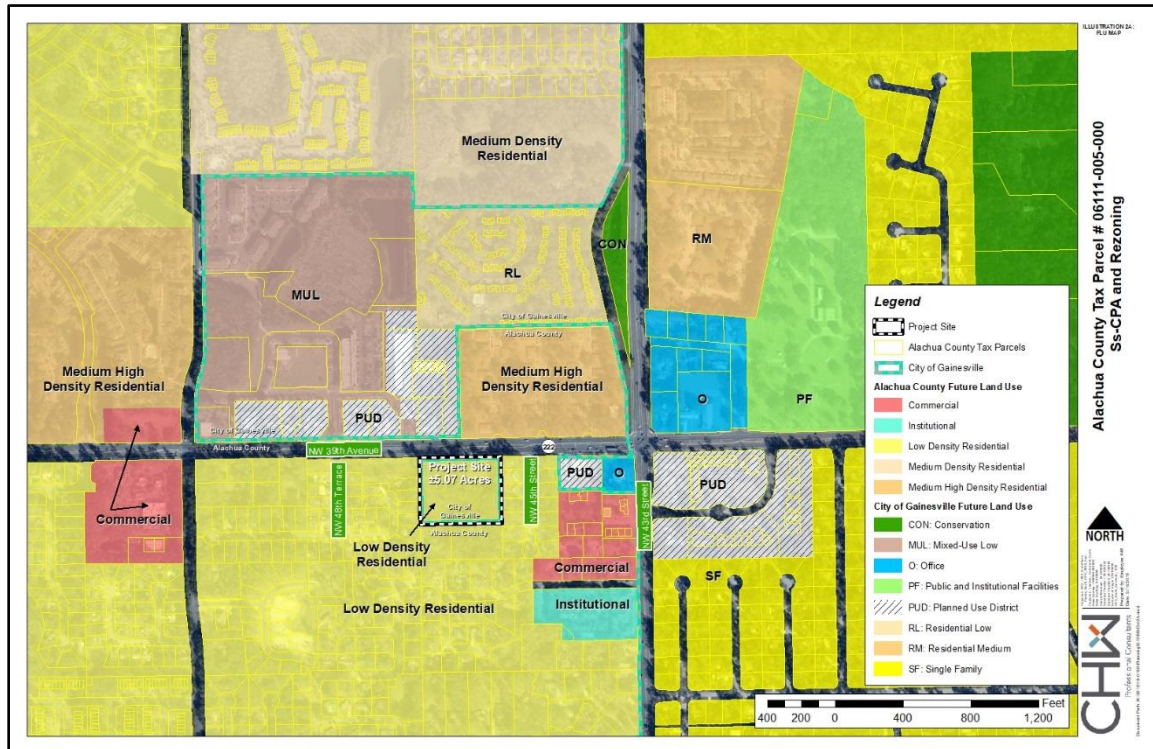 ILLUSTRATION 2A:
FLU MAP
Medium Density
Residential
CON
RM
RL
MUL
City of Gainesville
Alachua County
Medium High
Density Residential
Medium High
Density Residential
O
PF
PUD
City of Gainesville
Alachua County
NW 39th Avenue
222
Project Site
±5.07 Acres
City of
Gainesville
Alachua County
NW 48th Terrace
NW 45th Street
NW 43rd Street
PUD
O
PUD
Commercial
Low Density
Residential
Commercial
Low Density Residential
Institutional
SF
Legend
Project Site
Alachua County Tax Parcels
City of Gainesville
Alachua County Future Land Use
Commercial
Institutional
Low Density Residential
Medium Density Residential
Medium High Density Residential
City of Gainesville Future Land Use
CON: Conservation
MUL: Mixed-Use Low
O: Office
PF: Public and Institutional Facilities
PUD: Planned Use District
RL: Residential Low
RM: Residential Medium
SF: Single Family
Feet
400 200 0 400 800 1,200
Alachua County Tax Parcel # 06111-005-000
Ss-CPA and Rezoning
NORTH
CHW
Professional Consultants